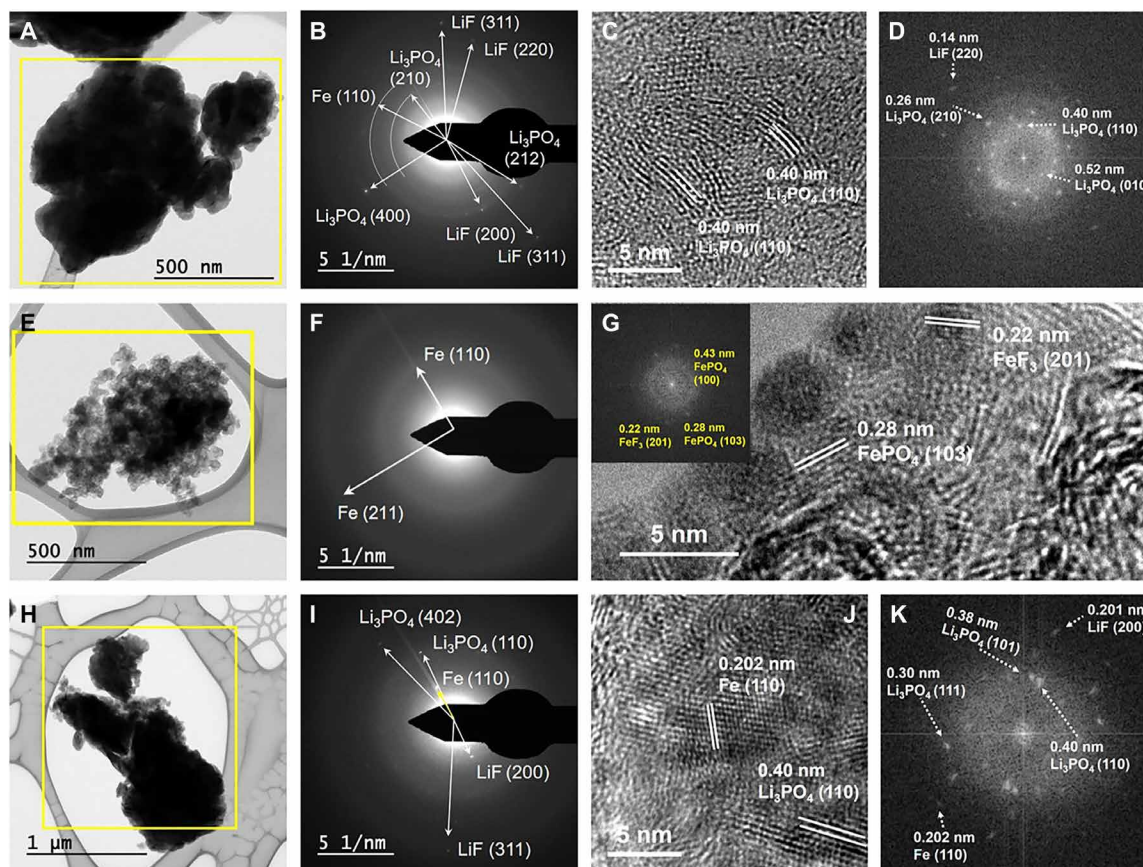 A
500 nm
B
LiF (311)
LiF (220)
Li₃PO₄
(210)
Fe (110)
Li₃PO₄
(212)
Li₃PO₄ (400)
LiF (200)
LiF (311)
5 1/nm
C
0.40 nm
Li₃PO₄ (110)
0.40 nm
Li₃PO₄ (110)
5 nm
D
0.14 nm
LiF (220)
0.26 nm
Li₃PO₄ (210)
0.40 nm
Li₃PO₄ (110)
0.52 nm
Li₃PO₄ (010
E
500 nm
F
Fe (110)
Fe (211)
5 1/nm
G
0.43 nm
FePO₄
(100)
0.22 nm
FeF₃ (201)
0.28 nm
FePO₄ (103)
0.22 nm
FeF₃ (201)
0.28 nm
FePO₄ (103)
5 nm
H
1 µm
I
Li₃PO₄ (402)
Li₃PO₄ (110)
Fe (110)
LiF (200)
LiF (311)
5 1/nm
J
0.202 nm
Fe (110)
0.40 nm
Li₃PO₄ (110)
5 nm
K
0.38 nm
Li₃PO₄ (101)
0.201 nm
LiF (200
0.30 nm
Li₃PO₄ (111)
0.40 nm
Li₃PO₄ (110)
0.202 nm
Fe (110)